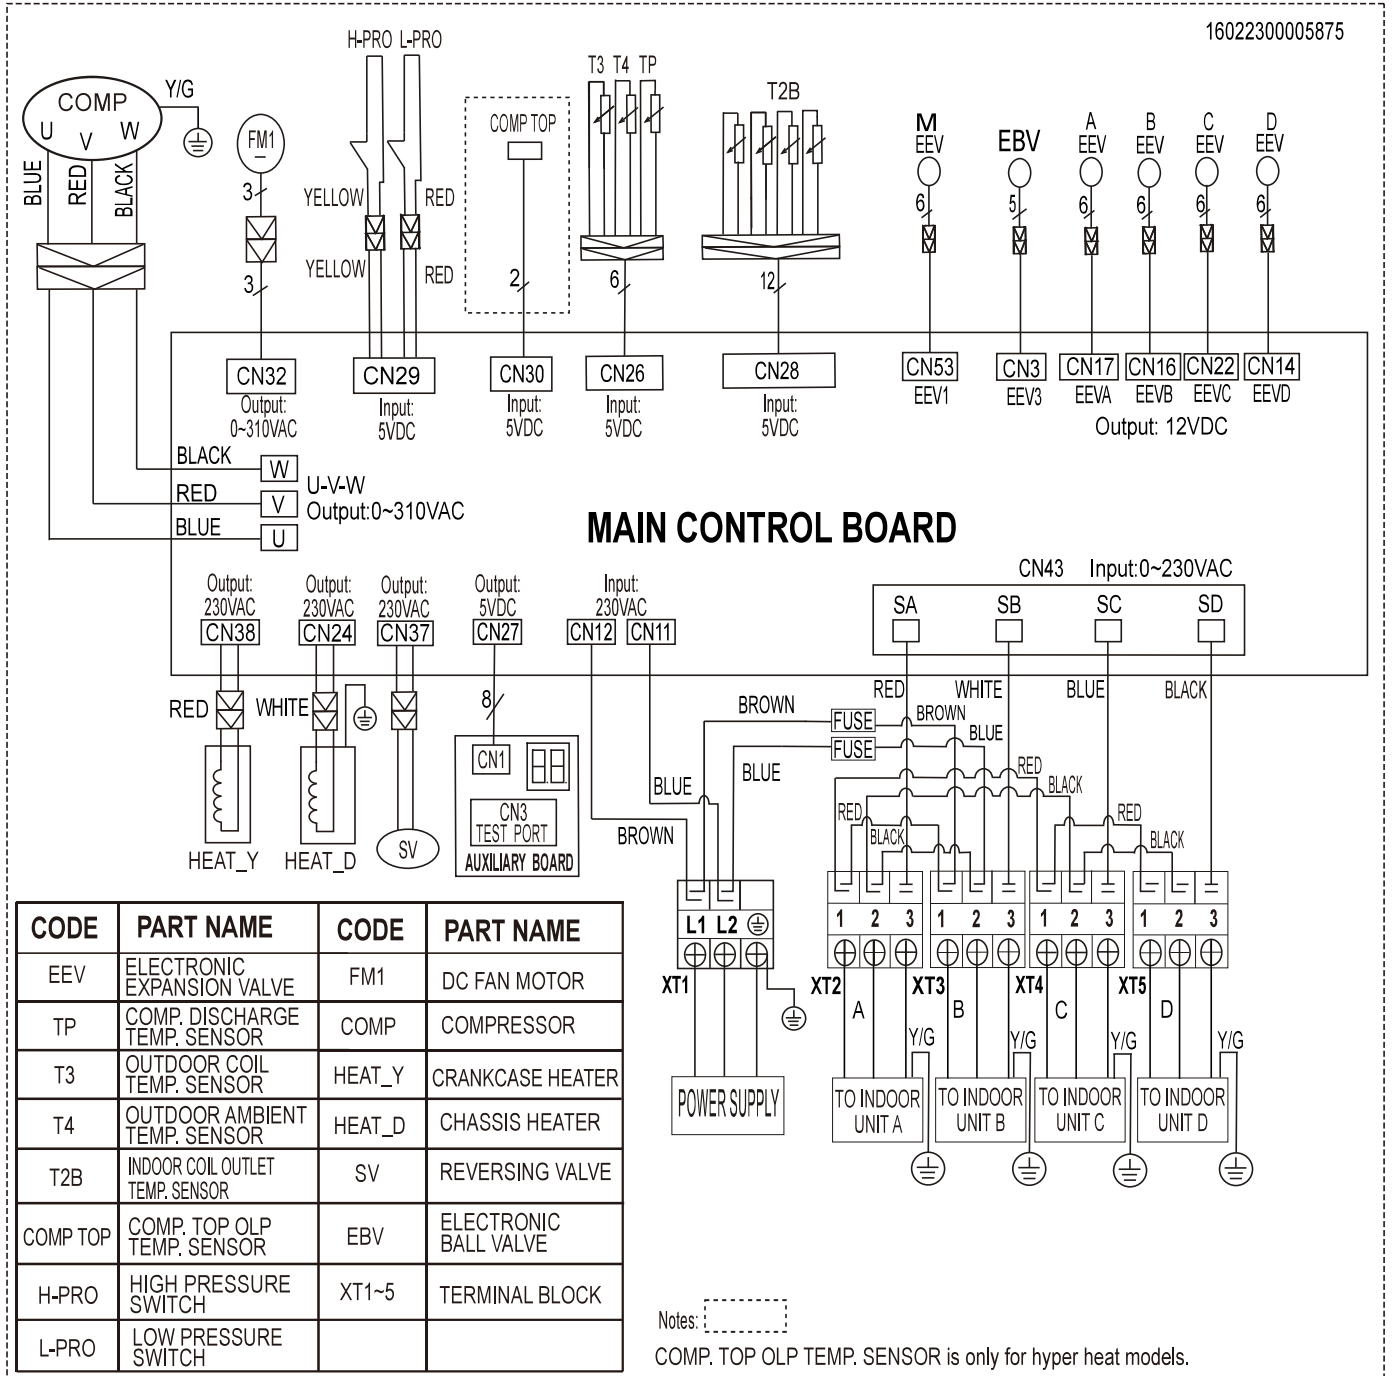 16022300005875
H-PRO L-PRO
T3 T4 TP
T2B
COMP
U V W
Y/G
FM1
COMP TOP
M
EEV
EBV
A
EEV
B
EEV
C
EEV
D
EEV
BLUE
RED
BLACK
3
YELLOW
RED
6
5
6
6
6
6
3
YELLOW
RED
2
6
12
CN32
Output:
0~310VAC
CN29
Input:
5VDC
CN30
Input:
5VDC
CN26
Input:
5VDC
CN28
Input:
5VDC
CN53
EEV1
CN3
EEV3
CN17
EEVA
CN16
EEVB
CN22
EEVC
CN14
EEVD
Output: 12VDC
BLACK
W
RED
V
BLUE
U
U-V-W
Output:0~310VAC
MAIN CONTROL BOARD
CN43 Input:0~230VAC
SA SB SC SD
Output:
230VAC
CN38
Output:
230VAC
CN24
Output:
230VAC
CN37
Output:
5VDC
CN27
Input:
230VAC
CN12 CN11
RED
WHITE
8
RED
WHITE
BLUE
BLACK
BROWN
FUSE
BROWN
FUSE
BLUE
BLUE
BLUE
BROWN
RED
BLACK
RED
BLACK
RED
BLACK
HEAT_Y
HEAT_D
SV
CN1
CN3
TEST PORT
AUXILIARY BOARD
L1 L2
XT1
1 2 3
1 2 3
1 2 3
1 2 3
XT2
XT3
XT4
XT5
A
B
C
D
Y/G
Y/G
Y/G
Y/G
POWER SUPPLY
TO INDOOR
UNIT A
TO INDOOR
UNIT B
TO INDOOR
UNIT C
TO INDOOR
UNIT D
CODE PART NAME CODE PART NAME
EEV ELECTRONIC
EXPANSION VALVE FM1 DC FAN MOTOR
TP COMP. DISCHARGE
TEMP. SENSOR COMP COMPRESSOR
T3 OUTDOOR COIL
TEMP. SENSOR HEAT_Y CRANKCASE HEATER
T4 OUTDOOR AMBIENT
TEMP. SENSOR HEAT_D CHASSIS HEATER
T2B INDOOR COIL OUTLET
TEMP. SENSOR SV REVERSING VALVE
COMP TOP COMP. TOP OLP
TEMP. SENSOR EBV ELECTRONIC
BALL VALVE
H-PRO HIGH PRESSURE
SWITCH XT1~5 TERMINAL BLOCK
L-PRO LOW PRESSURE
SWITCH
Notes:
COMP. TOP OLP TEMP. SENSOR is only for hyper heat models.